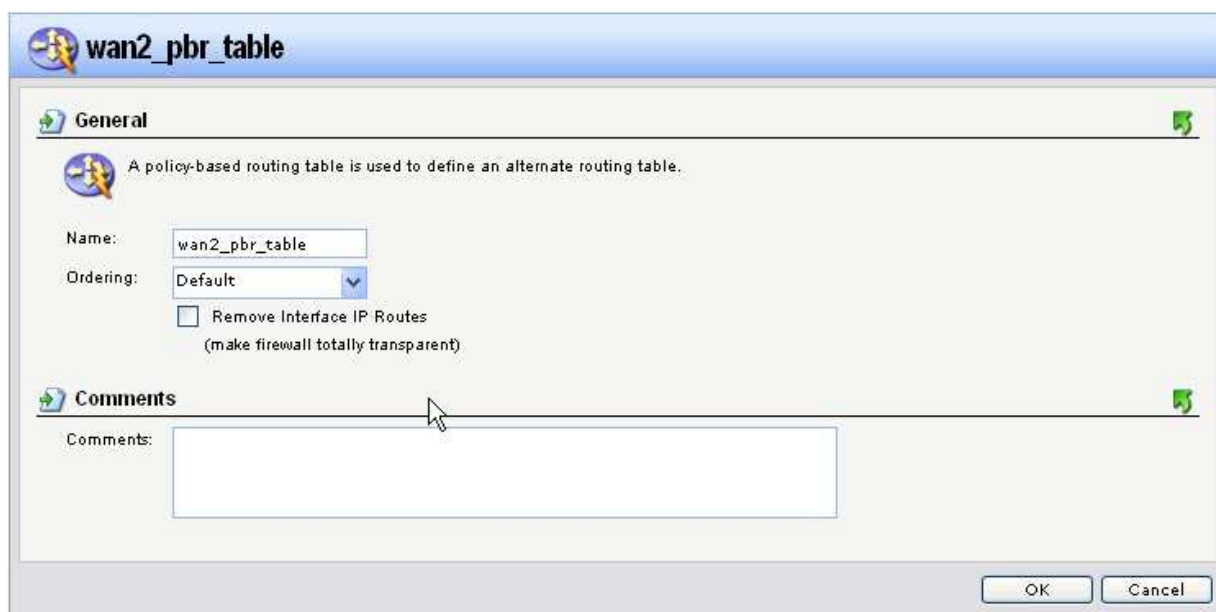 wan2_pbr_table
General
A policy-based routing table is used to define an alternate routing table.
Name: wan2_pbr_table
Ordering: Default
Remove Interface IP Routes
(make firewall totally transparent)
Comments
Comments:
OK Cancel